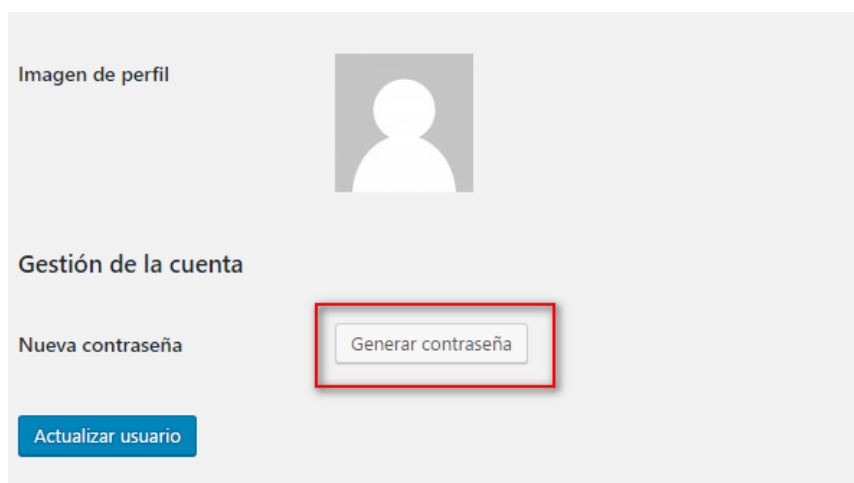 Imagen de perfil
Gestión de la cuenta
Nueva contraseña
Generar contraseña
Actualizar usuario